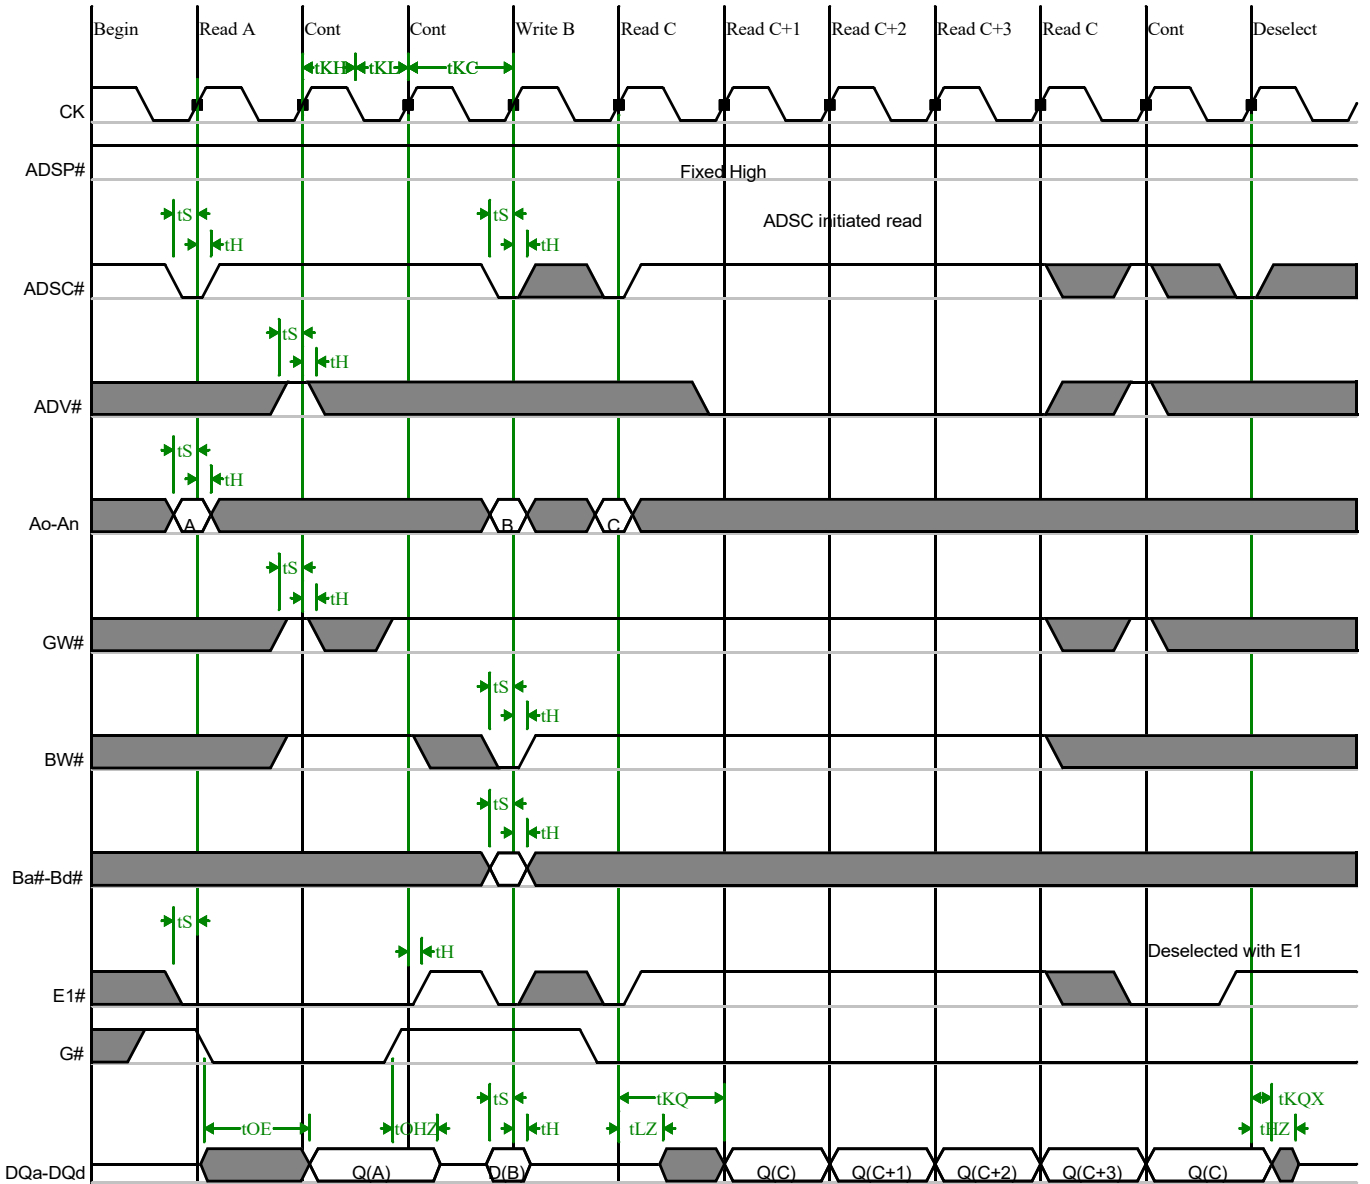 Begin Read A Cont Cont Write B Read C Read C+1 Read C+2 Read C+3 Read C Cont Deselect
tKH tKL tKC
CK
ADSP# Fixed High
tS tS ADSC initiated read
tH tH
ADSC#
tS
tH
ADV#
tS
tH
Ao-An A B C
tS
tH
GW#
tS
tH
BW#
tS
tH
Ba#-Bd#
tS
tH Deselected with E1
E1#
G#
tS tKQ tKQX
tOE tOHZ tH tLZ tHZ
DQa-DQd Q(A) D(B) Q(C) Q(C+1) Q(C+2) Q(C+3) Q(C)